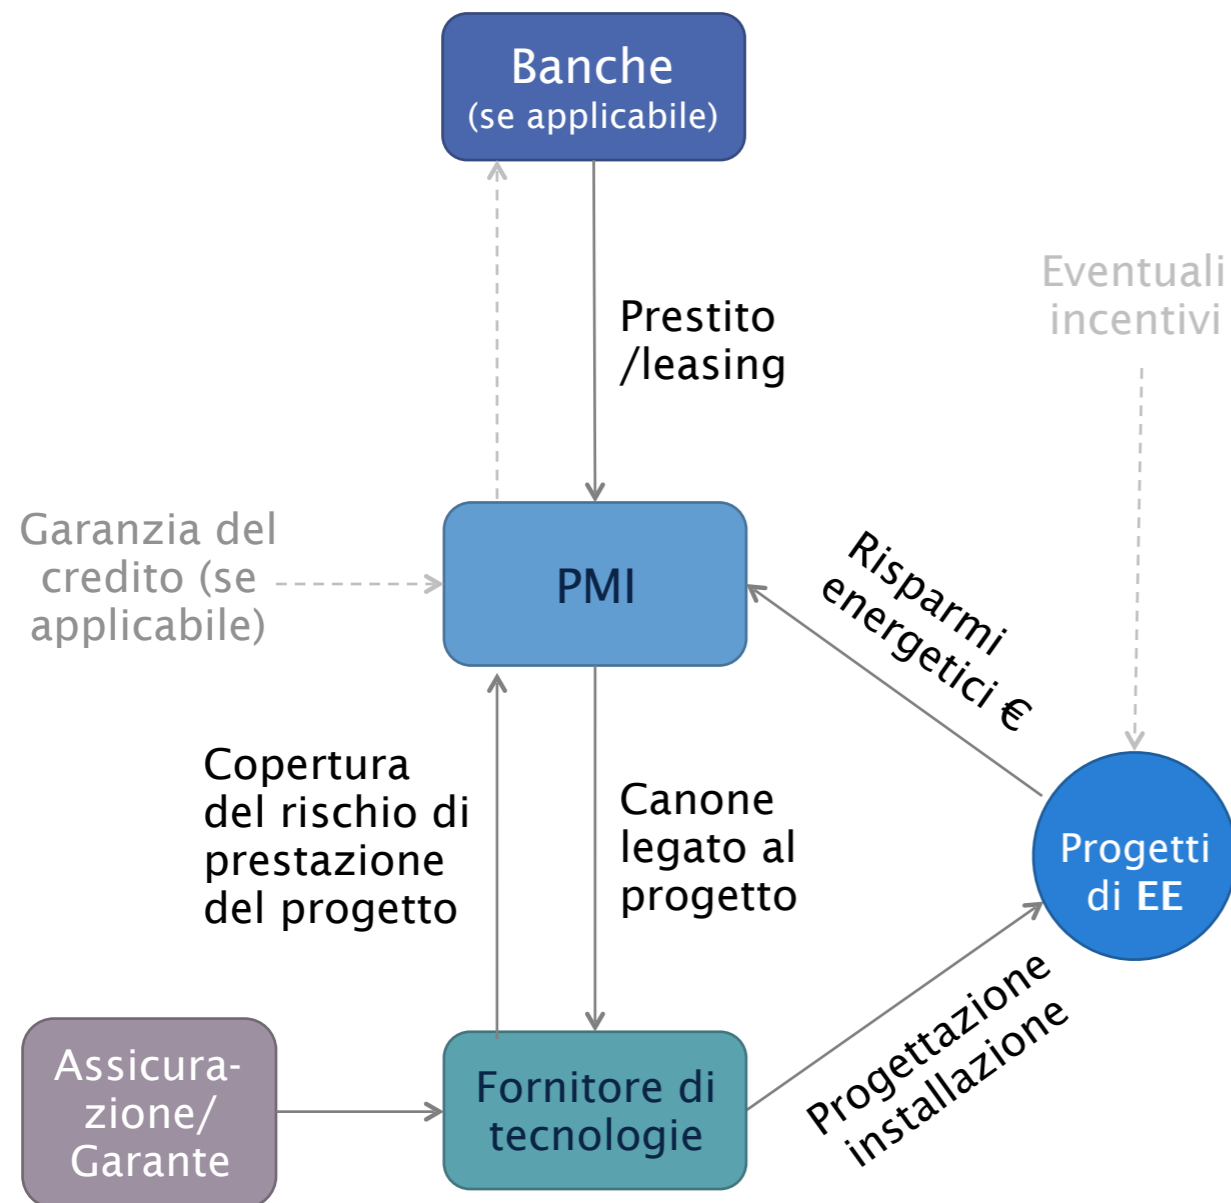 Banche
(se applicabile)
Eventuali
incentivi
Prestito
/leasing
Garanzia del
credito (se
applicabile)
PMI
Risparmi
energetici €
Copertura
del rischio di
prestazione
del progetto
Canone
legato al
progetto
Progetti
di EE
Progettazione
installazione
Assicura-
zione/
Garante
Fornitore di
tecnologie